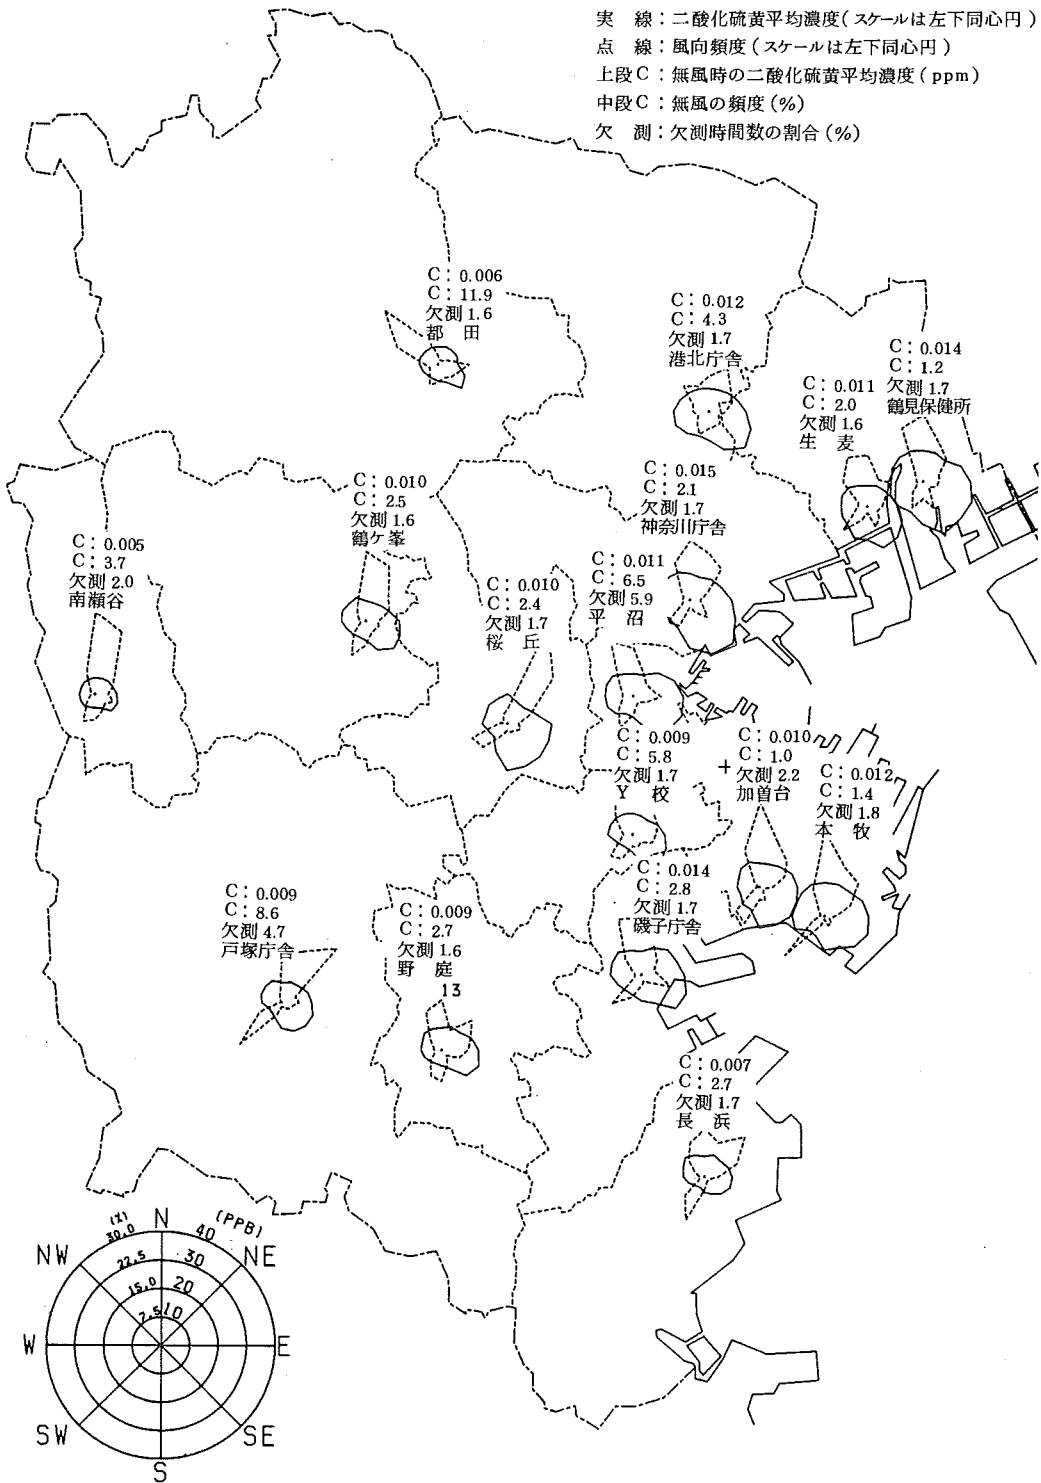 実 線：二酸化硫黄平均濃度（スケールは左下同心円）
点 線：風向頻度（スケールは左下同心円）
上段C：無風時の二酸化硫黄平均濃度（ppm）
中段C：無風の頻度（%）
欠 測：欠測時間数の割合（%）
C：0.006
C：11.9
欠測 1.6
都 田
C：0.012
C：4.3
欠測 1.7
港北庁舎
C：0.014
C：1.2
欠測 1.7
鶴見保健所
C：0.011
C：2.0
欠測 1.6
生 麦
C：0.015
C：2.1
欠測 1.7
神奈川庁舎
C：0.010
C：2.5
欠測 1.6
鶴ケ峯
C：0.005
C：3.7
欠測 2.0
南瀬谷
C：0.011
C：6.5
欠測 5.9
平 沼
C：0.010
C：2.4
欠測 1.7
桜 丘
C：0.009
C：5.8
欠測 1.7
Y 校
C：0.010
C：1.0
欠測 2.2
加曽台
C：0.012
C：1.4
欠測 1.8
本 牧
C：0.014
C：2.8
欠測 1.7
磯子庁舎
C：0.009
C：8.6
欠測 4.7
戸塚庁舎
C：0.009
C：2.7
欠測 1.6
野 庭
13
C：0.007
C：2.7
欠測 1.7
長 浜
(%) N (PPB)
30.0 40
NW 22.5 30 NE
15.0 20
7.5 10
W E
SW SE
S